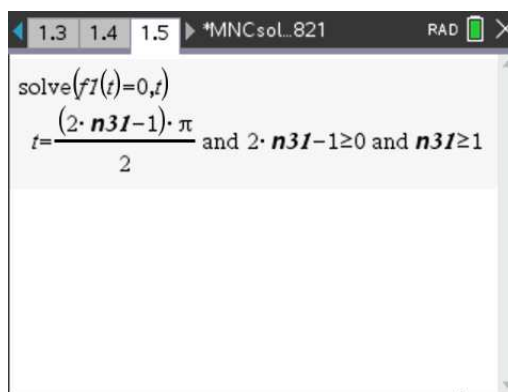 1.3 1.4 1.5 *MNCsol...821 RAD
solve(f1(t)=0,t)
t=(2·n31-1)·π/2 and 2·n31-1≥0 and n31≥1